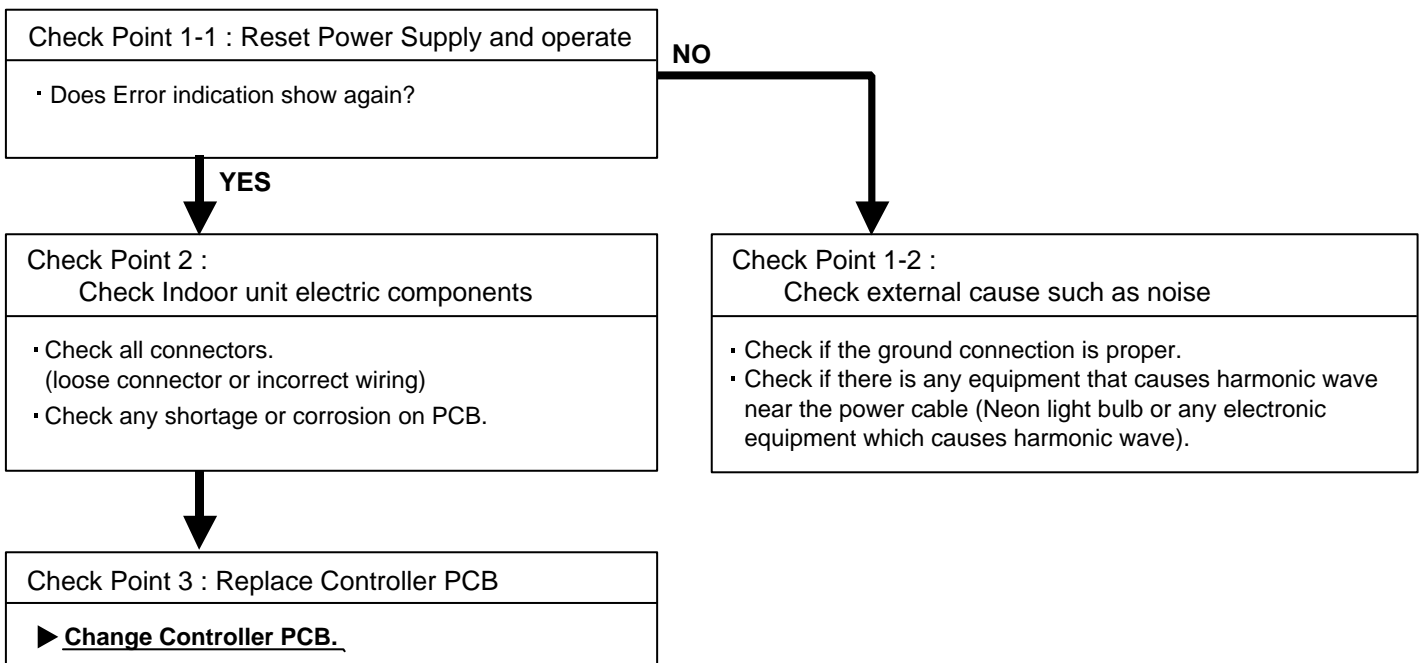 Check Point 1-1 : Reset Power Supply and operate
· Does Error indication show again?
NO
YES
Check Point 2 :
Check Indoor unit electric components
· Check all connectors.
(loose connector or incorrect wiring)
· Check any shortage or corrosion on PCB.
Check Point 1-2 :
Check external cause such as noise
· Check if the ground connection is proper.
· Check if there is any equipment that causes harmonic wave
near the power cable (Neon light bulb or any electronic
equipment which causes harmonic wave).
Check Point 3 : Replace Controller PCB
▶ Change Controller PCB.